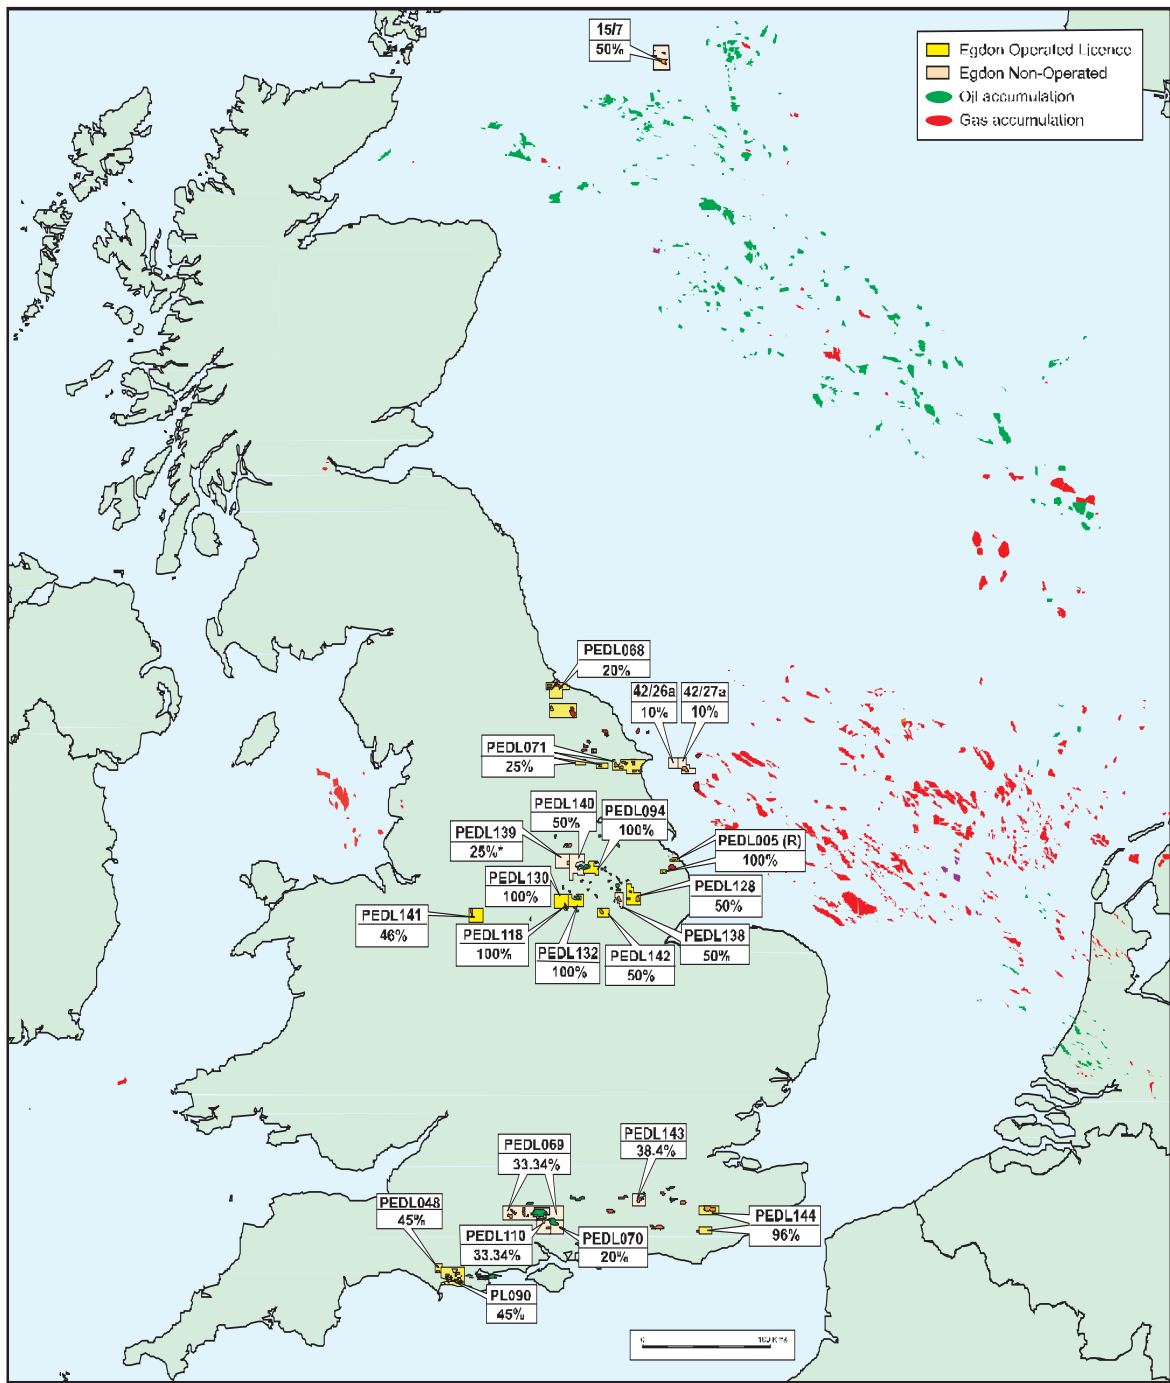 15/7
50%
Egdon Operated Licence
Egdon Non-Operated
Oil accumulation
Gas accumulation
PEDL068
20%
42/26a
10%
42/27a
10%
PEDL071
25%
PEDL140
50%
PEDL094
100%
PEDL139
25%*
PEDL005 (R)
100%
PEDL130
100%
PEDL128
50%
PEDL141
46%
PEDL118
100%
PEDL132
100%
PEDL142
50%
PEDL138
50%
PEDL143
38.4%
PEDL069
33.34%
PEDL048
45%
PEDL144
96%
PEDL110
33.34%
PEDL070
20%
PL090
45%
0 100 Kms